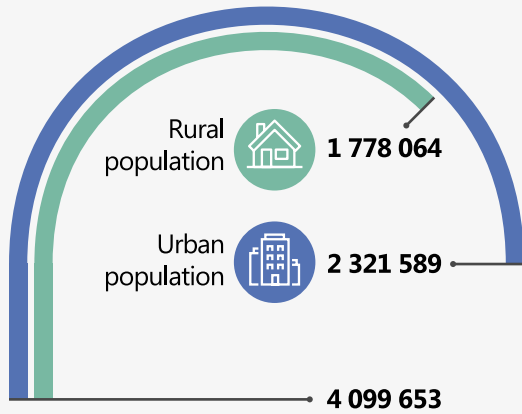 Rural
population
1 778 064
Urban
population
2 321 589
4 099 653